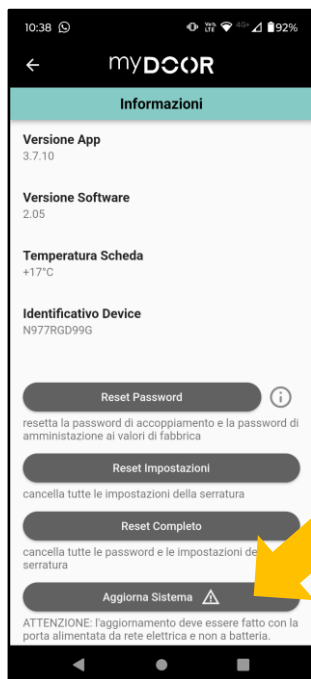 10:38 92%
myDOOR
Informazioni
Versione App
3.7.10
Versione Software
2.05
Temperatura Scheda
+17°C
Identificativo Device
N977RGD99G
Reset Password
resetta la password di accoppiamento e la password di
amministazione ai valori di fabbrica
Reset Impostazioni
cancella tutte le impostazioni della serratura
Reset Completo
cancella tutte le password e le impostazioni
serratura
Aggiorna Sistema
ATTENZIONE: l'aggiornamento deve essere fatto con la
porta alimentata da rete elettrica e non a batteria.